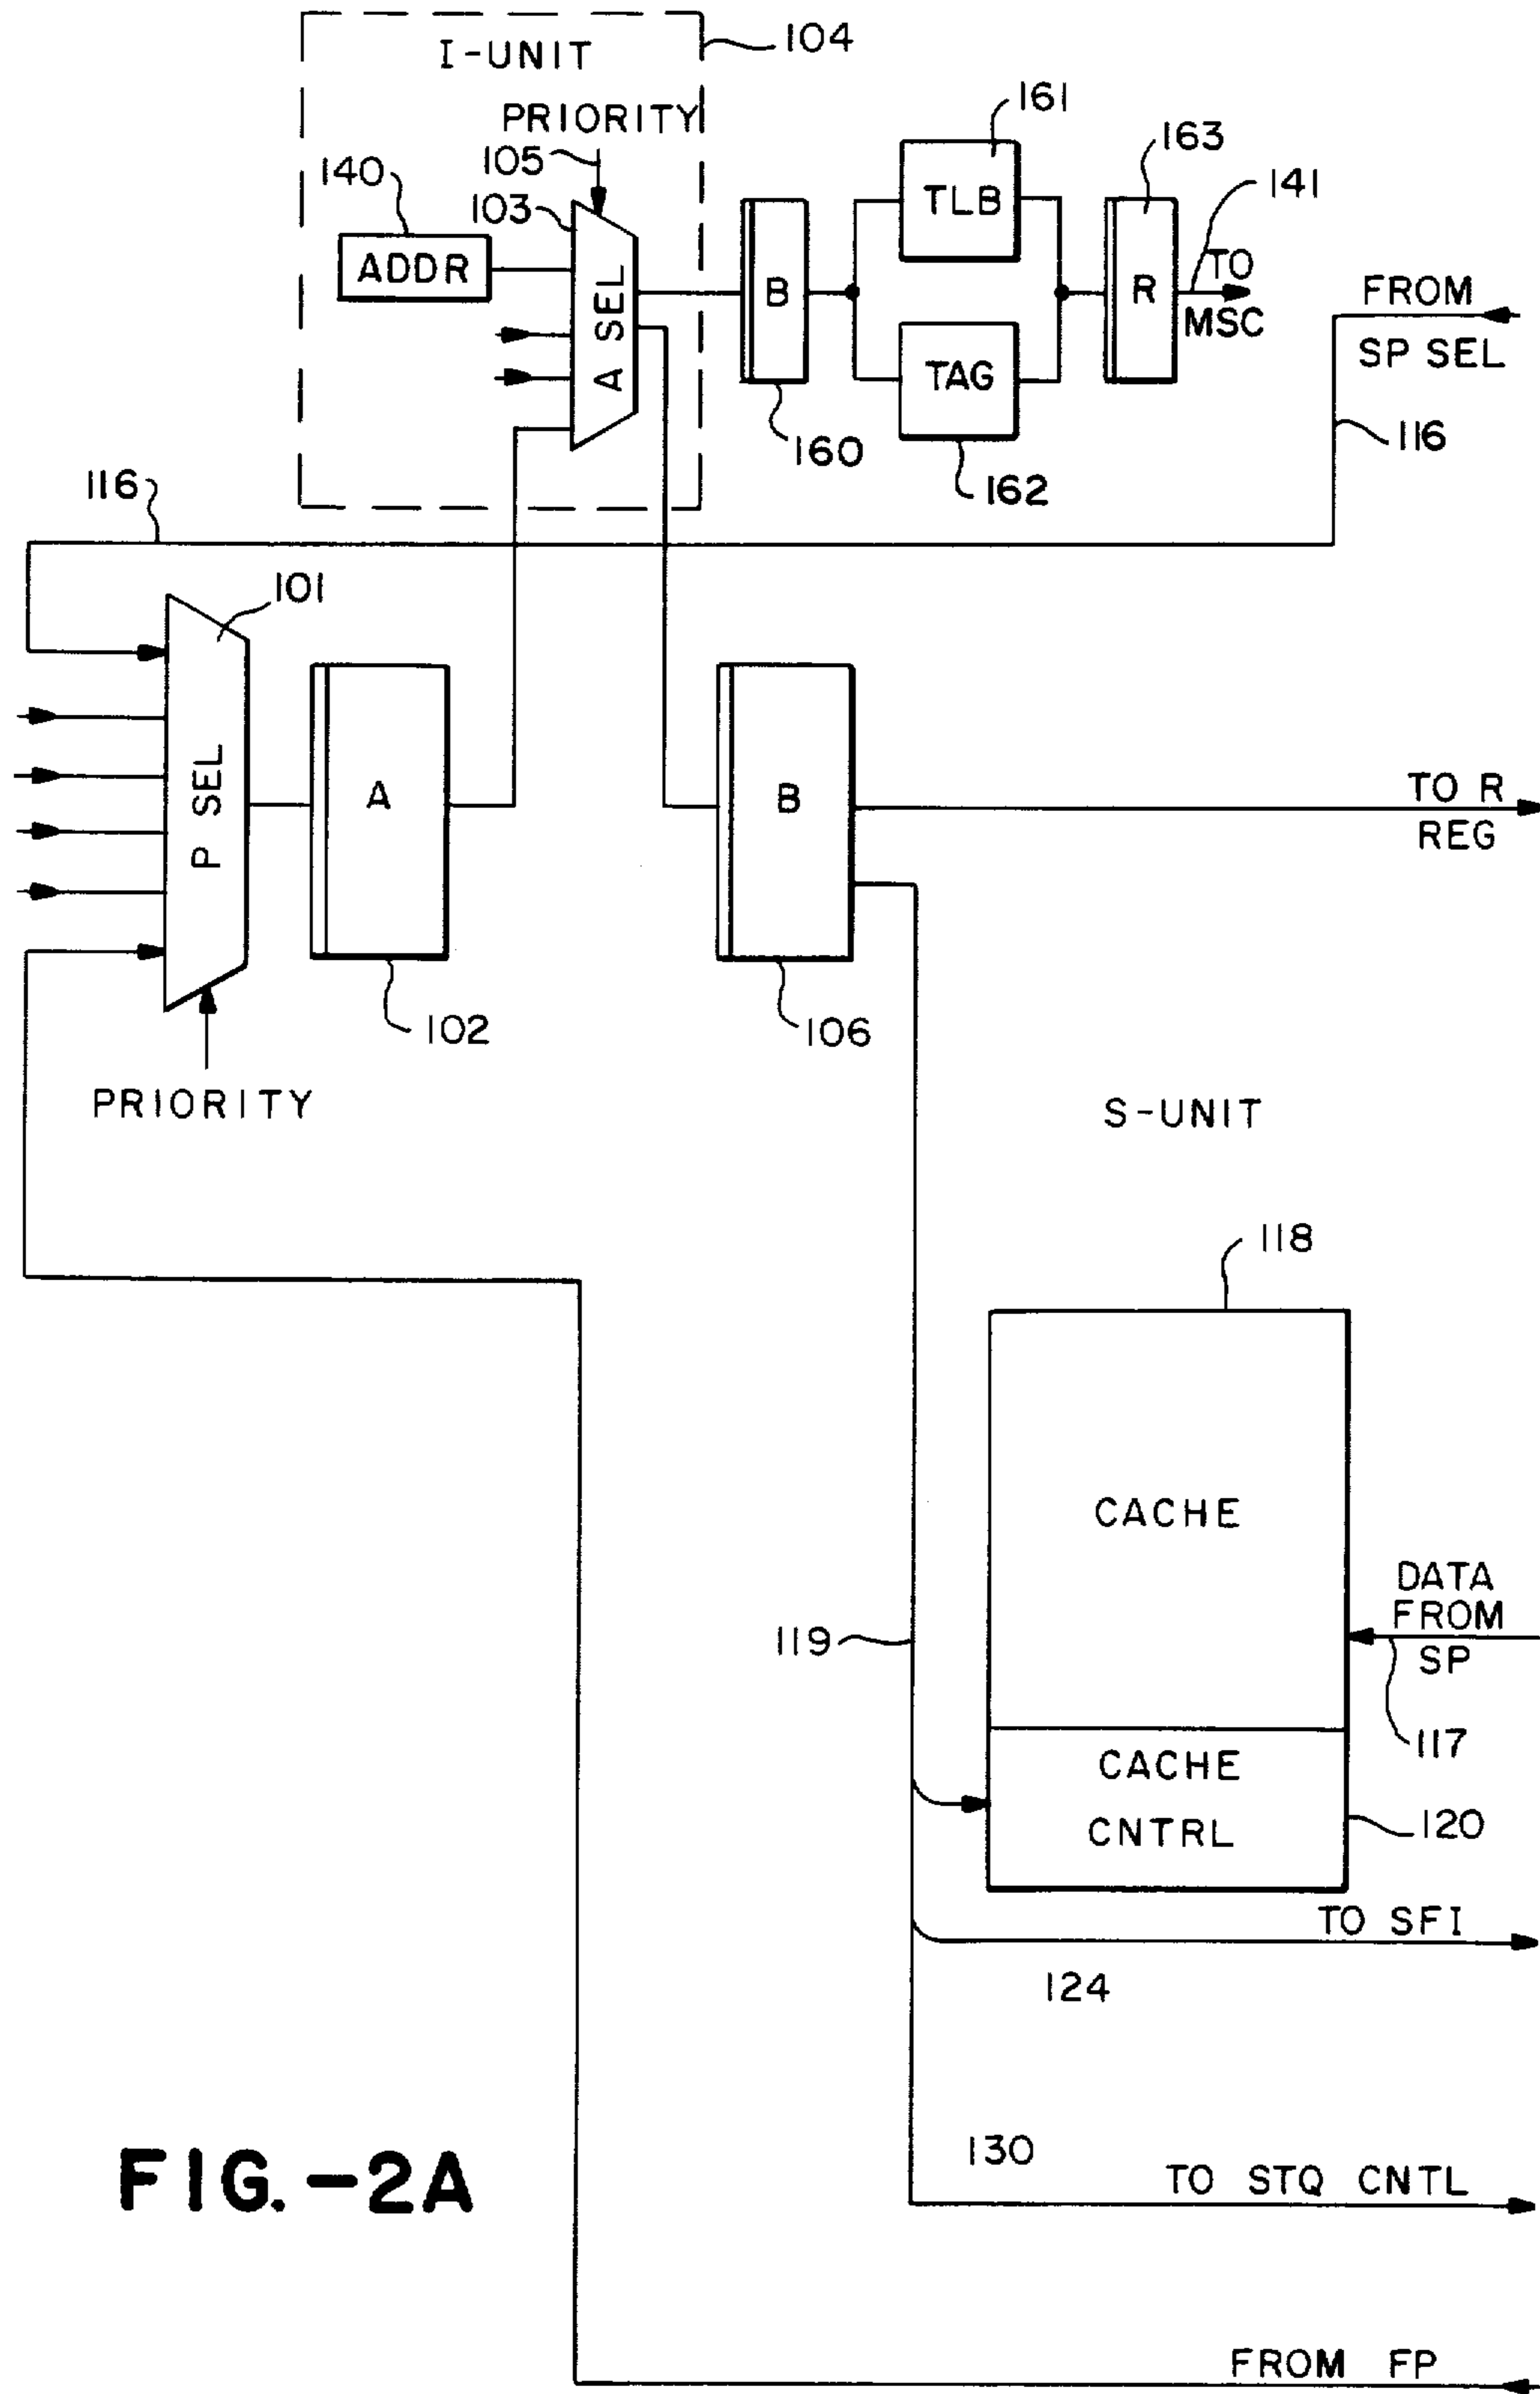 I-UNIT
104
PRIORITY
105
140
103
ADDR
A SEL
161
163
141
TLB
B
R
TO
MSC
TAG
160
162
FROM
SP SEL
116
116
101
P SEL
A
102
B
106
TO R
REG
PRIORITY
S-UNIT
118
CACHE
DATA
FROM
SP
119
117
CACHE
CNTRL
120
TO SFI
124
130
TO STQ CNTL
FIG.-2A
FROM FP